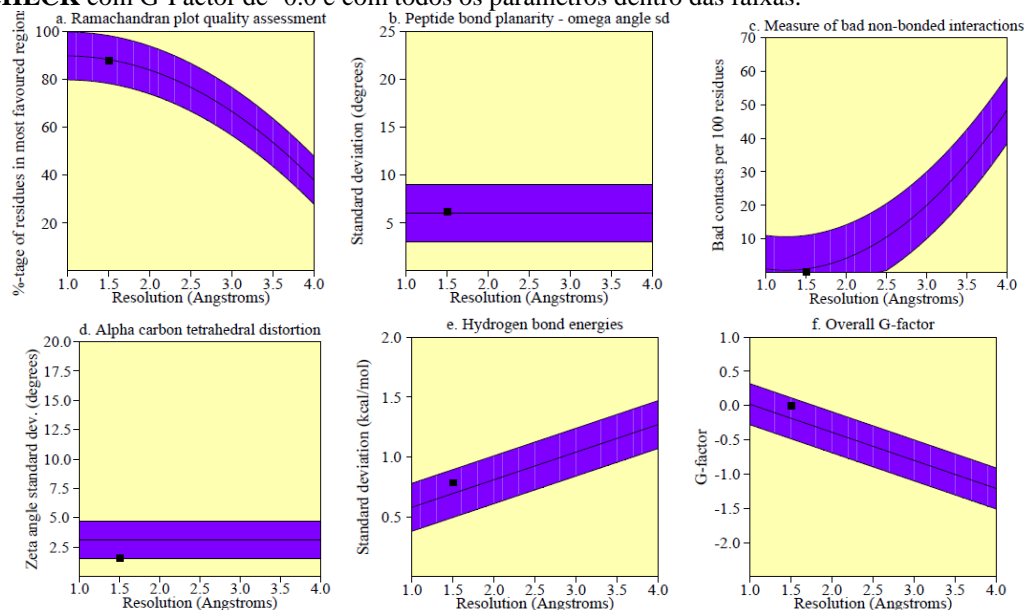 CHECK com G-Factor de -0.0 e com todos os parâmetros dentro das faixas.
a. Ramachandran plot quality assessment
%-tage of residues in most favoured region
100
80
60
40
20
1.0 1.5 2.0 2.5 3.0 3.5 4.0
Resolution (Angstroms)
b. Peptide bond planarity - omega angle sd
Standard deviation (degrees)
25
20
15
10
5
1.0 1.5 2.0 2.5 3.0 3.5 4.0
Resolution (Angstroms)
c. Measure of bad non-bonded interactions
Bad contacts per 100 residues
70
60
50
40
30
20
10
1.0 1.5 2.0 2.5 3.0 3.5 4.0
Resolution (Angstroms)
d. Alpha carbon tetrahedral distortion
Zeta angle standard dev. (degrees)
20.0
17.5
15.0
12.5
10.0
7.5
5.0
2.5
1.0 1.5 2.0 2.5 3.0 3.5 4.0
Resolution (Angstroms)
e. Hydrogen bond energies
Standard deviation (kcal/mol)
2.0
1.5
1.0
0.5
1.0 1.5 2.0 2.5 3.0 3.5 4.0
Resolution (Angstroms)
f. Overall G-factor
G-factor
1.0
0.5
0.0
-0.5
-1.0
-1.5
-2.0
1.0 1.5 2.0 2.5 3.0 3.5 4.0
Resolution (Angstroms)